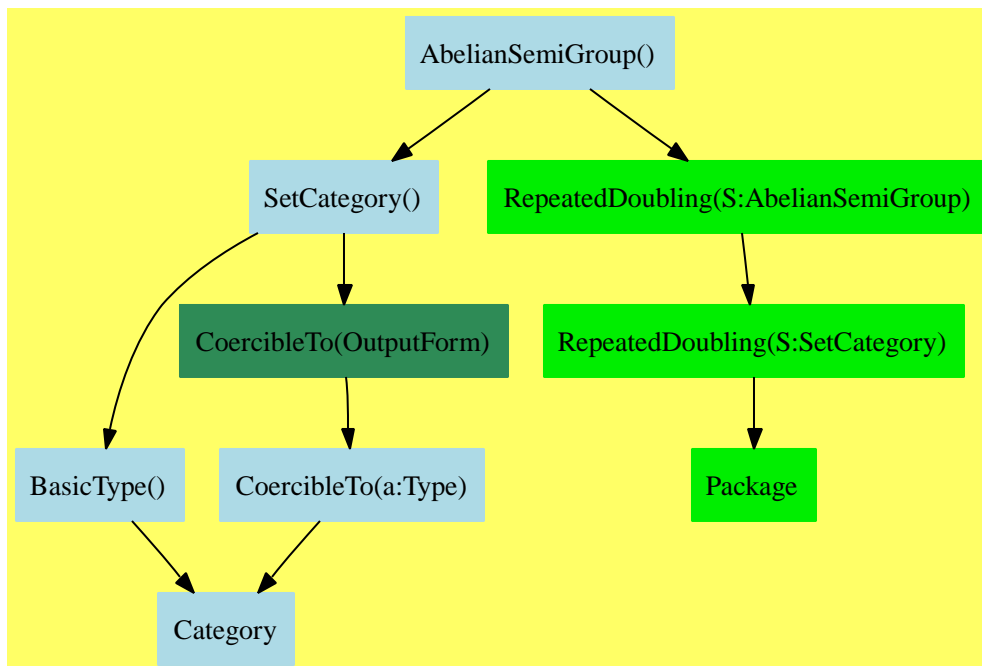 AbelianSemiGroup()
SetCategory()
RepeatedDoubling(S:AbelianSemiGroup)
CoercibleTo(OutputForm)
RepeatedDoubling(S:SetCategory)
BasicType()
CoercibleTo(a:Type)
Package
Category